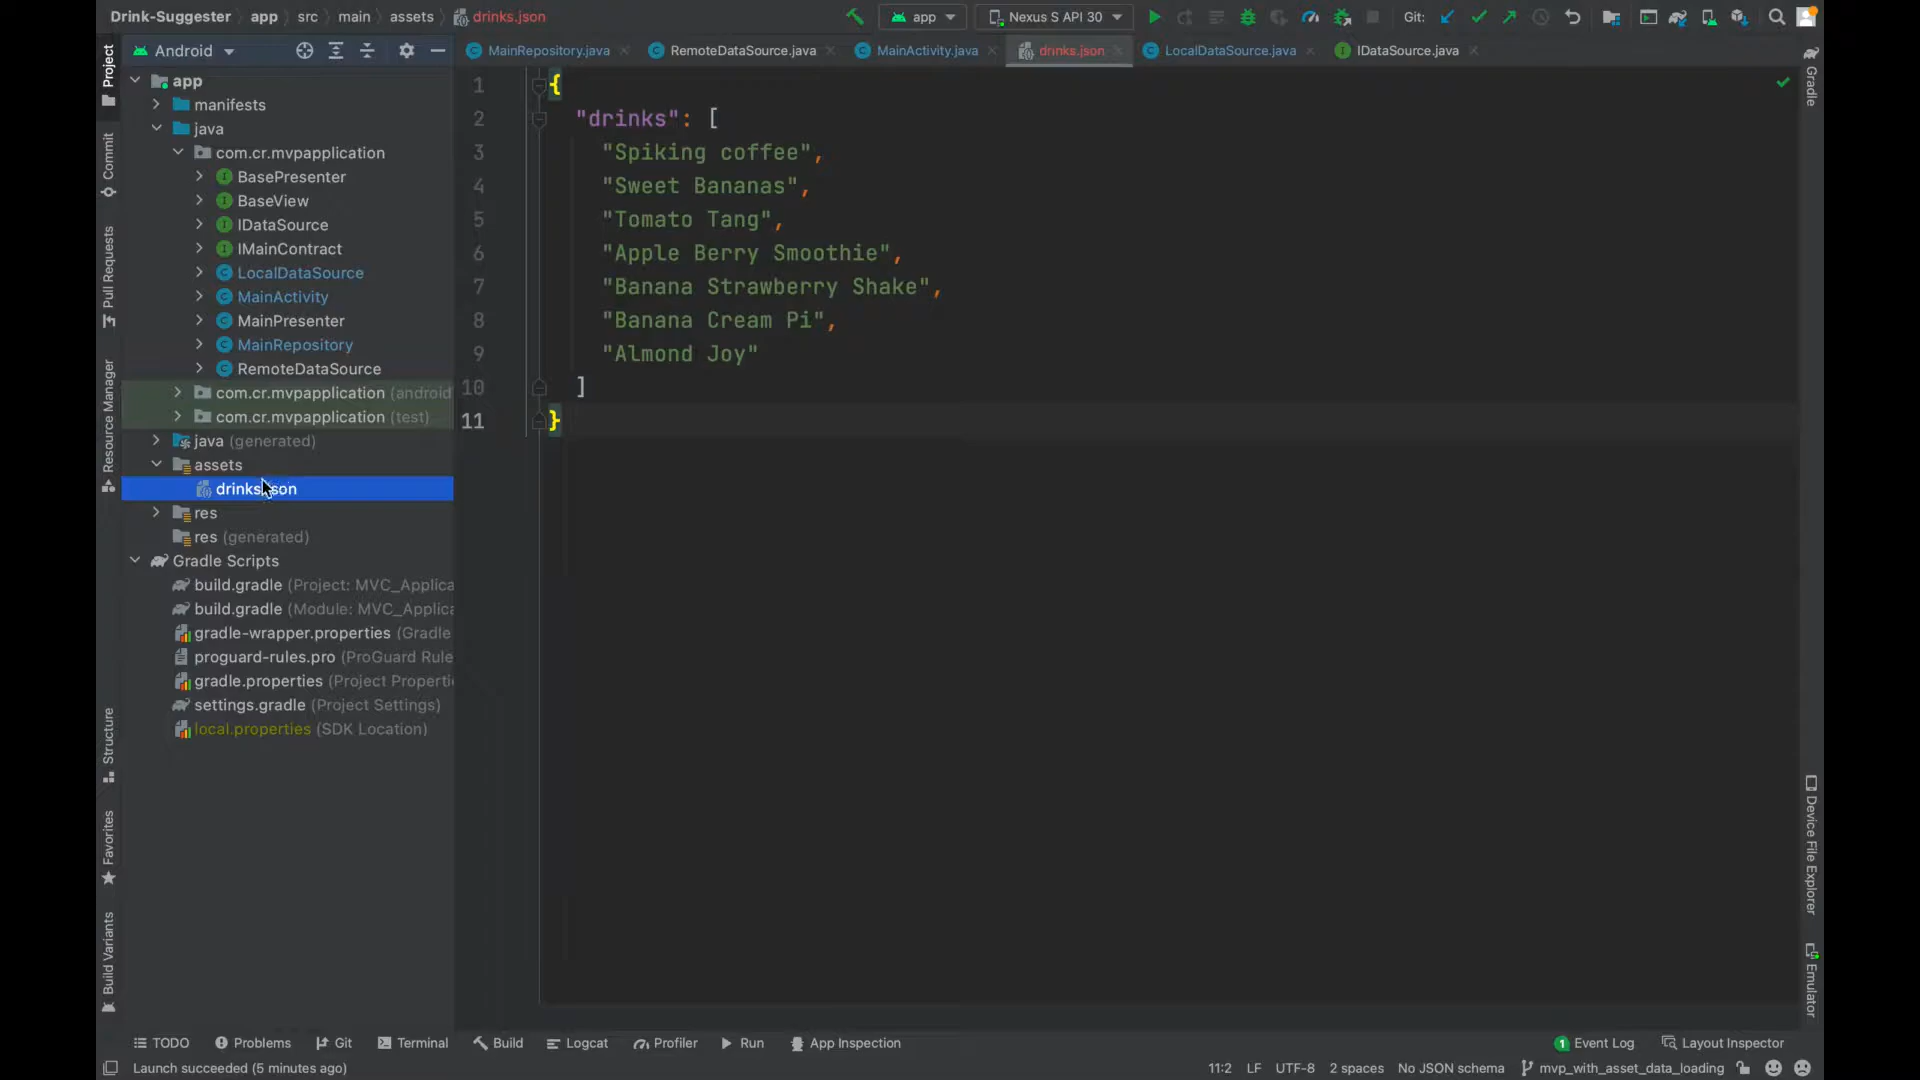 Drink-Suggester app src main assets drinks.json
app Nexus S API 30 Git:
Project Android
MainRepository.java RemoteDataSource.java MainActivity.java drinks.json LocalDataSource.java IDataSource.java
app
manifests
java
com.cr.mvpapplication
BasePresenter
BaseView
IDataSource
IMainContract
LocalDataSource
MainActivity
MainPresenter
MainRepository
RemoteDataSource
com.cr.mvpapplication (android
com.cr.mvpapplication (test)
java (generated)
assets
drinks.json
res
res (generated)
Gradle Scripts
build.gradle (Project: MVC_Applica
build.gradle (Module: MVC_Applica
gradle-wrapper.properties (Gradle
proguard-rules.pro (ProGuard Rule
gradle.properties (Project Properti
settings.gradle (Project Settings)
local.properties (SDK Location)
1 {
2 "drinks": [
3 "Spiking coffee",
4 "Sweet Bananas",
5 "Tomato Tang",
6 "Apple Berry Smoothie",
7 "Banana Strawberry Shake",
8 "Banana Cream Pi",
9 "Almond Joy"
10 ]
11 }
Commit
Pull Requests
Resource Manager
Structure
Favorites
Build Variants
Gradle
Device File Explorer
Emulator
TODO Problems Git Terminal Build Logcat Profiler Run App Inspection 1 Event Log Layout Inspector
Launch succeeded (5 minutes ago) 11:2 LF UTF-8 2 spaces No JSON schema mvp_with_asset_data_loading